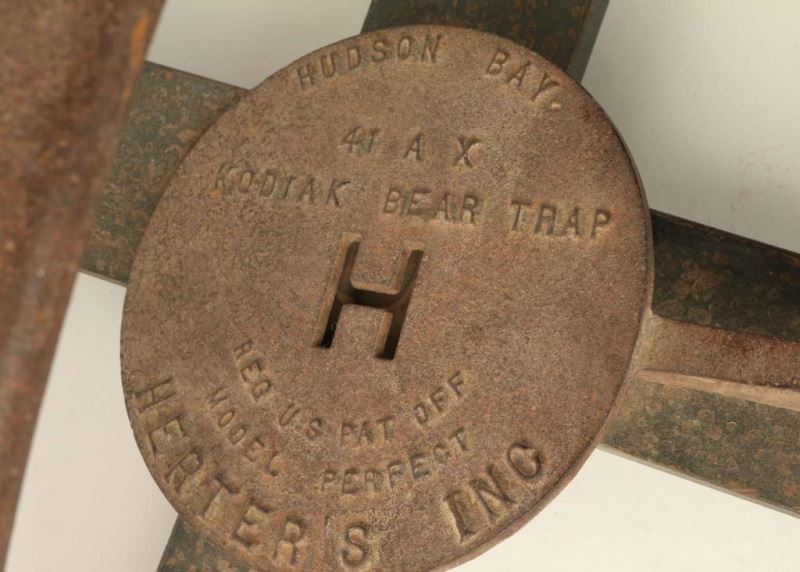 HUDSON BAY.
41 A X
KODIAK BEAR TRAP
H
REG U.S PAT OFF
MODEL PERFECT
HERTER'S INC